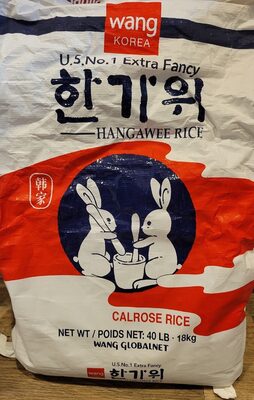 wang
KOREA
U.S.No.1 Extra Fancy
한가위
HANGAWEE RICE
韩家
CALROSE RICE
NET WT / POIDS NET: 40 LB · 18kg
WANG GLOBALNET
U.S No.1 Extra Fancy
wang
한가위